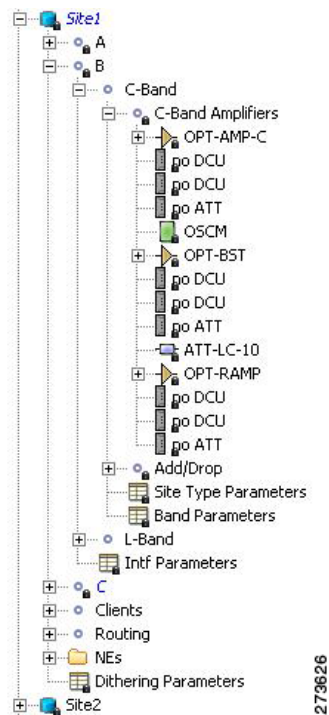 Site1
A
B
C-Band
C-Band Amplifiers
OPT-AMP-C
no DCU
no DCU
no ATT
OSCM
OPT-BST
no DCU
no DCU
no ATT
ATT-LC-10
OPT-RAMP
no DCU
no DCU
no ATT
Add/Drop
Site Type Parameters
Band Parameters
L-Band
Intf Parameters
C
Clients
Routing
NEs
Dithering Parameters
Site2
273626